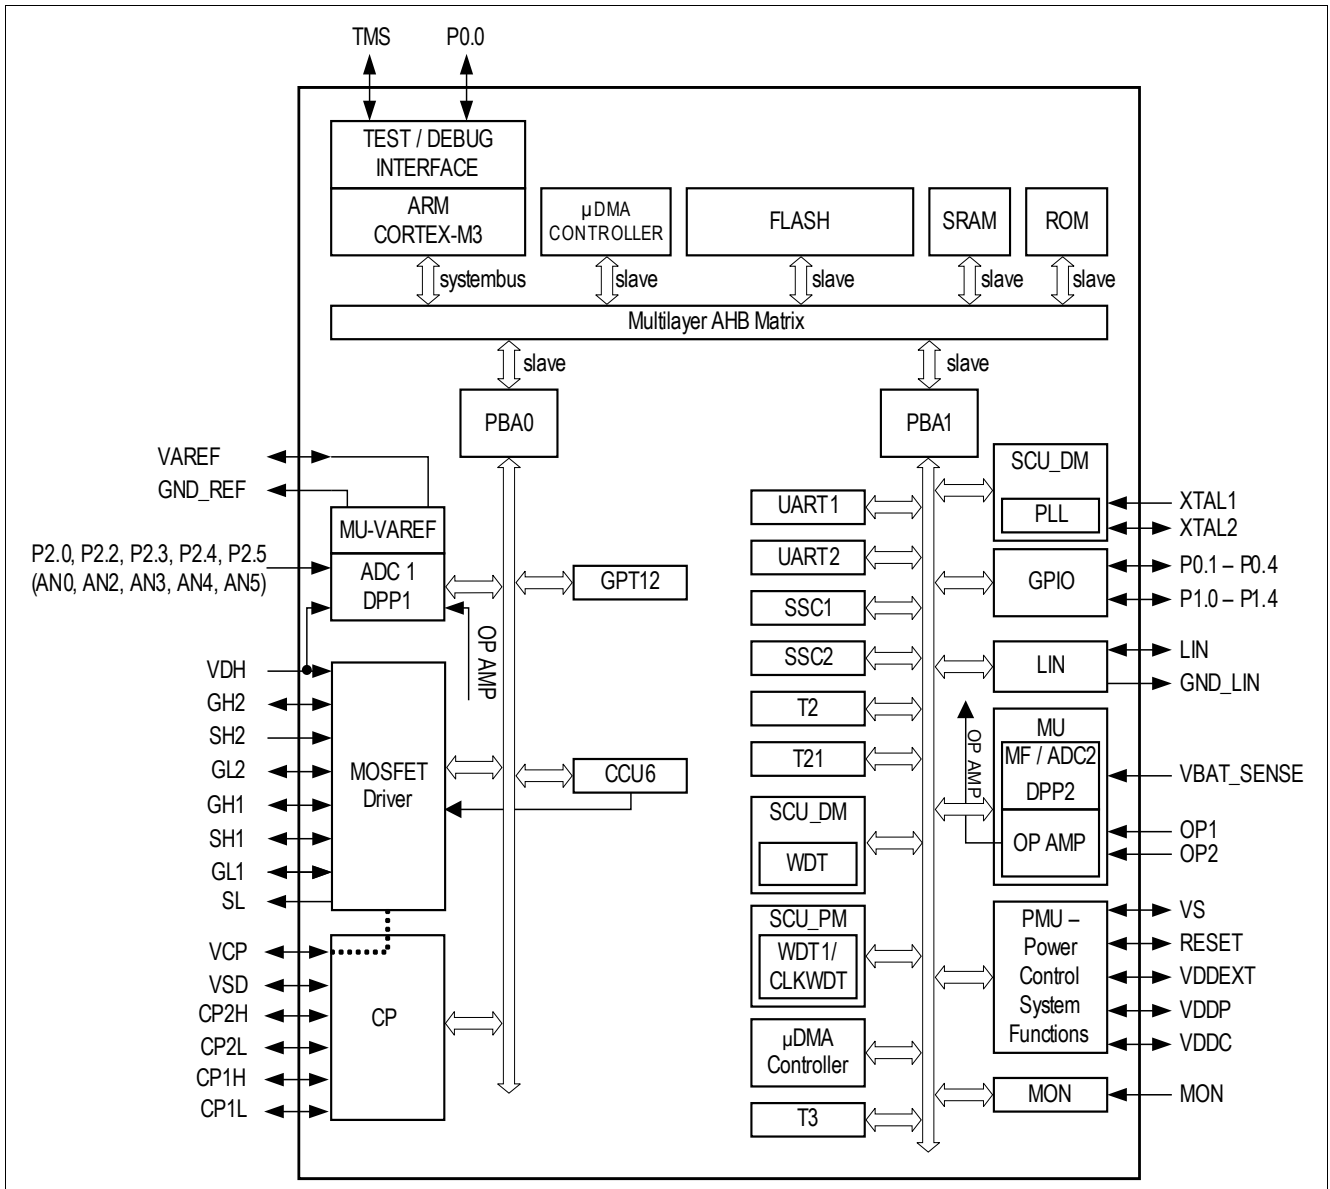 TMS
P0.0
TEST / DEBUG
INTERFACE
ARM
CORTEX-M3
µDMA
CONTROLLER
FLASH
SRAM
ROM
systembus
slave
slave
slave
slave
Multilayer AHB Matrix
slave
slave
PBA0
PBA1
VAREF
GND_REF
MU-VAREF
P2.0, P2.2, P2.3, P2.4, P2.5
(AN0, AN2, AN3, AN4, AN5)
ADC 1
DPP1
GPT12
OP AMP
VDH
GH2
SH2
GL2
GH1
SH1
GL1
SL
MOSFET
Driver
CCU6
VCP
VSD
CP2H
CP2L
CP1H
CP1L
CP
UART1
UART2
SSC1
SSC2
T2
T21
SCU_DM
WDT
SCU_PM
WDT1/
CLKWDT
µDMA
Controller
T3
SCU_DM
PLL
XTAL1
XTAL2
GPIO
P0.1 – P0.4
P1.0 – P1.4
LIN
LIN
GND_LIN
OP AMP
MU
MF / ADC2
DPP2
OP AMP
VBAT_SENSE
OP1
OP2
PMU –
Power
Control
System
Functions
VS
RESET
VDDEXT
VDDP
VDDC
MON
MON